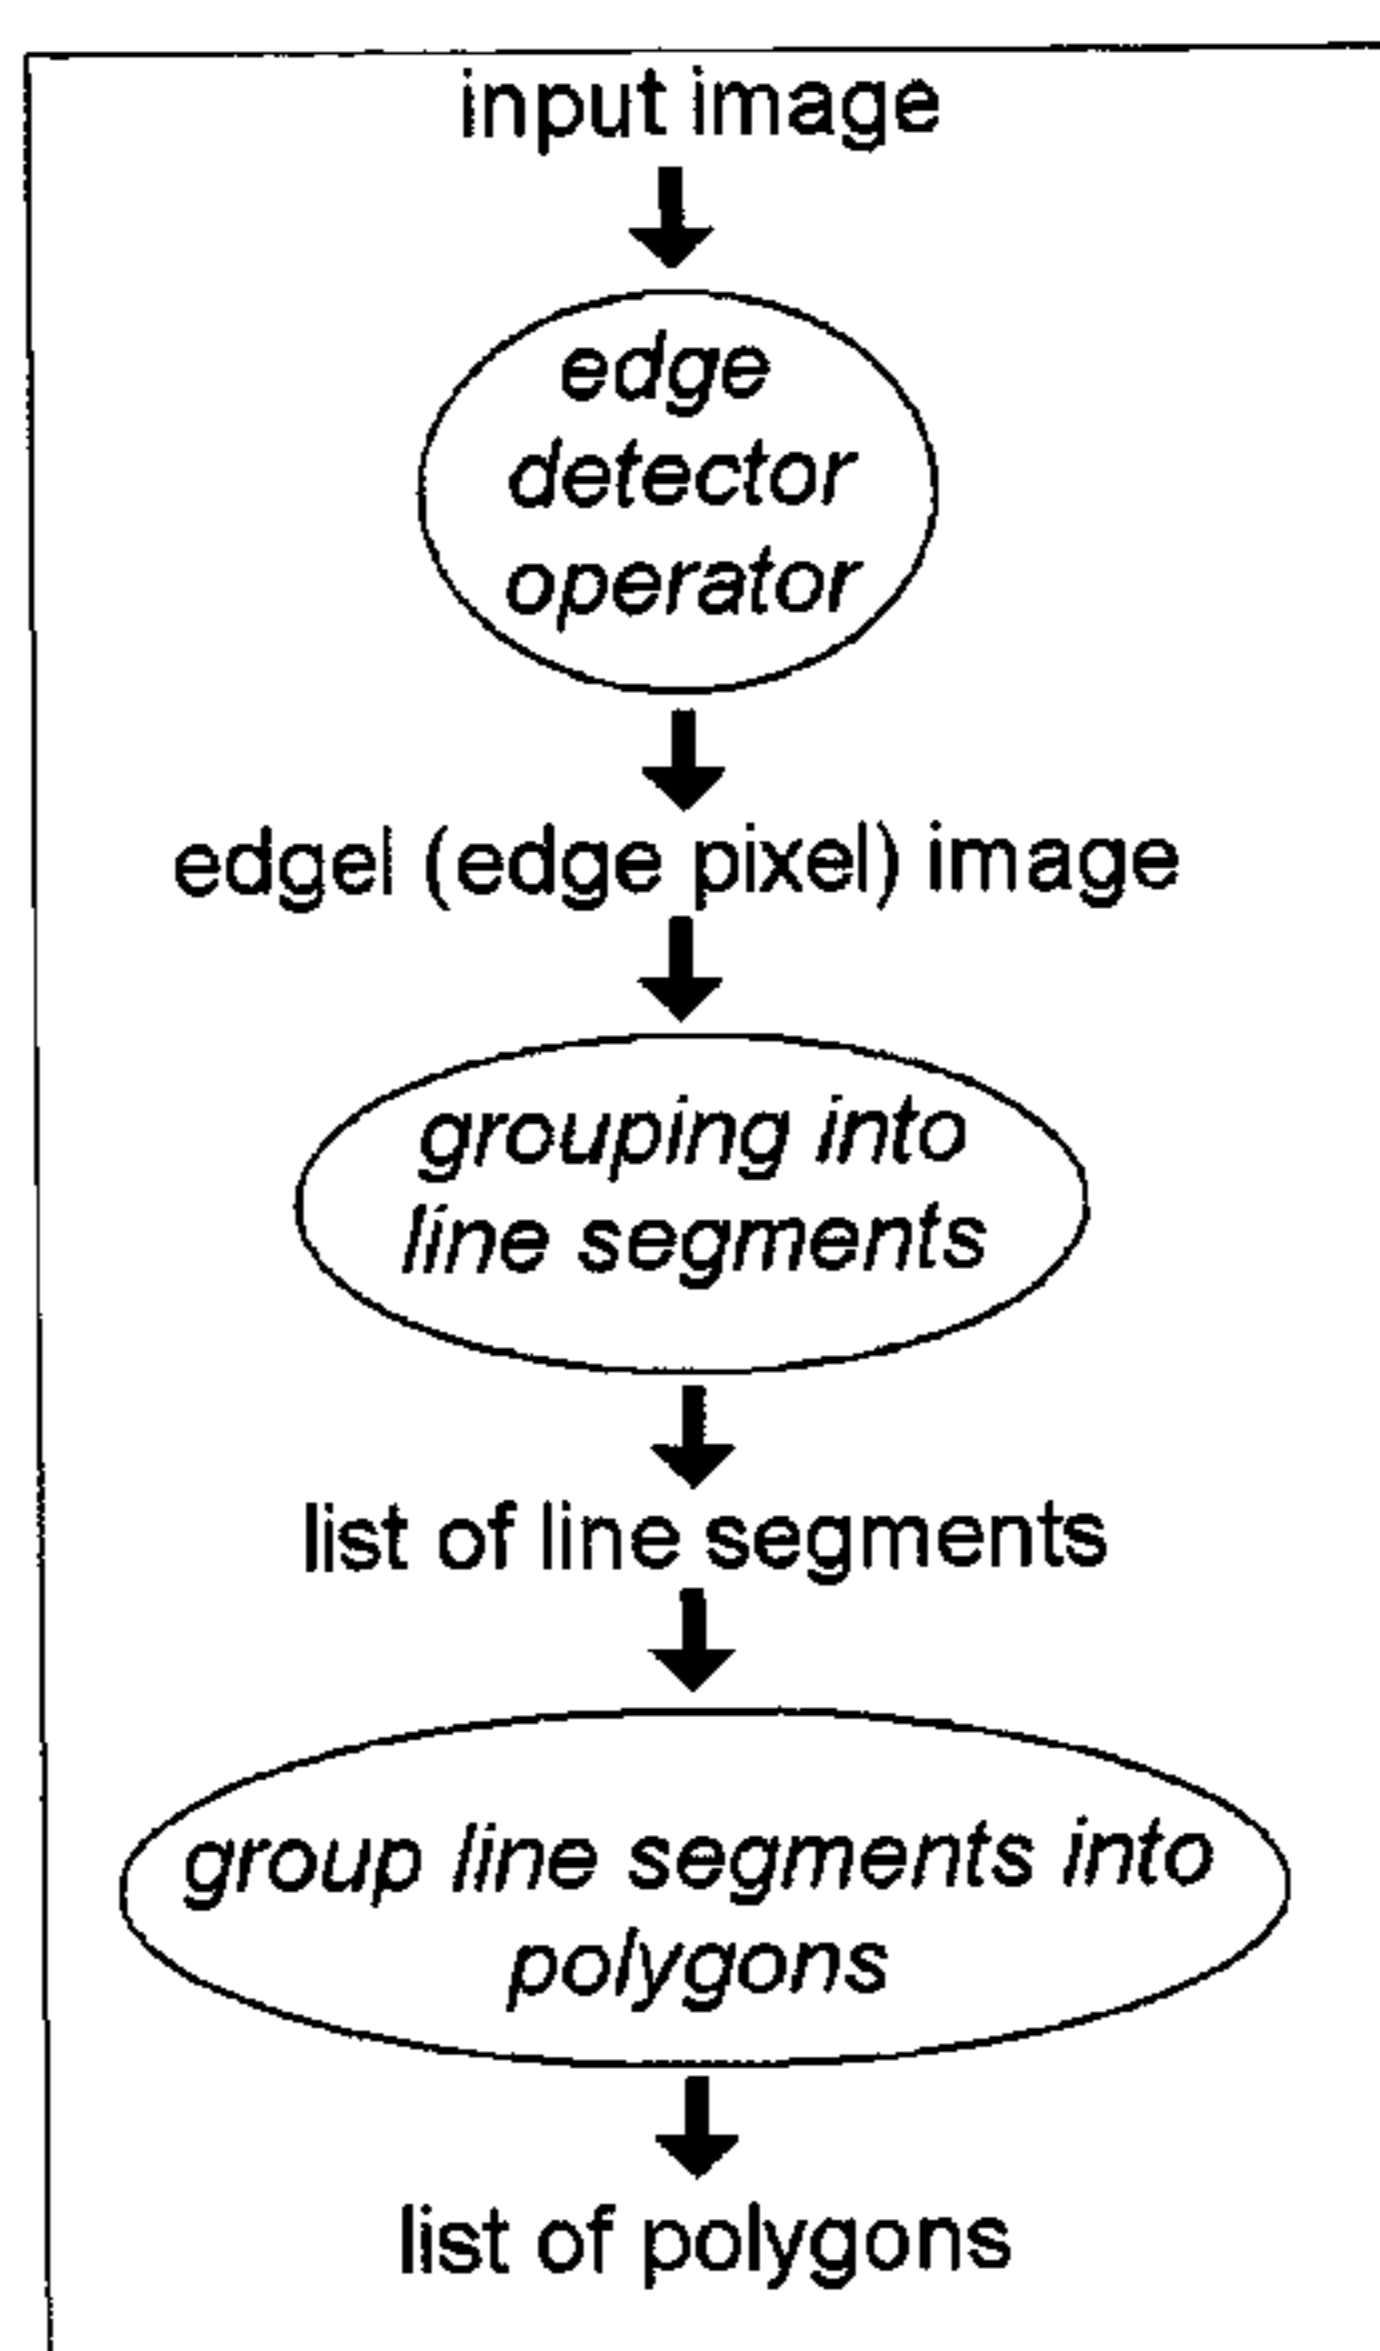 input image
edge
detector
operator
edgel (edge pixel) image
grouping into
line segments
list of line segments
group line segments into
polygons
list of polygons